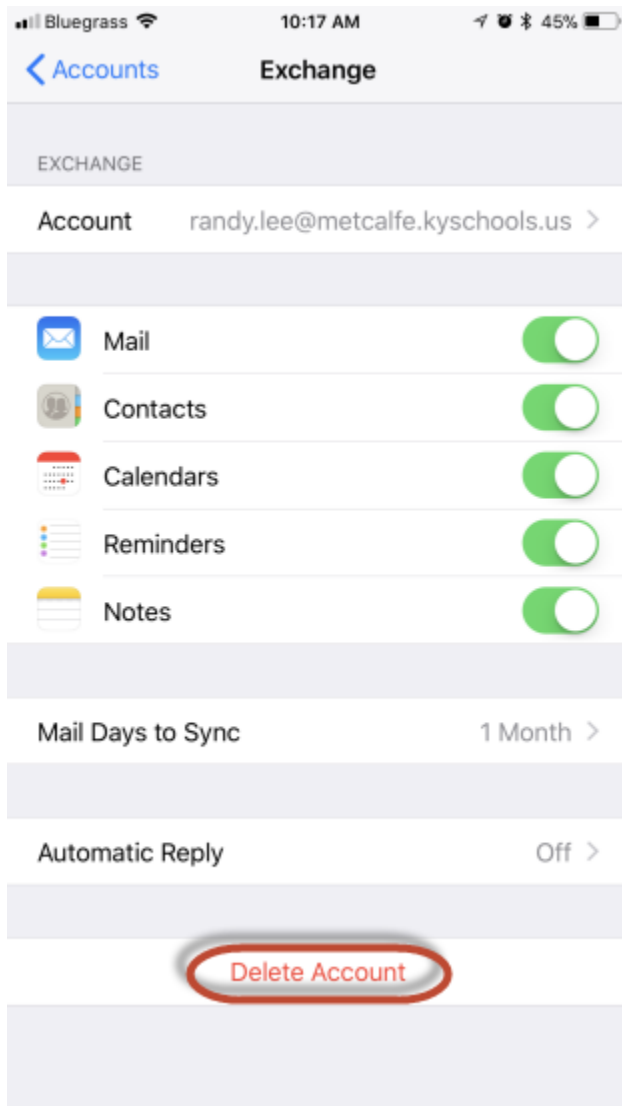 Bluegrass 10:17 AM 45%
Accounts Exchange
EXCHANGE
Account randy.lee@metcalfe.kyschools.us
Mail
Contacts
Calendars
Reminders
Notes
Mail Days to Sync 1 Month
Automatic Reply Off
Delete Account